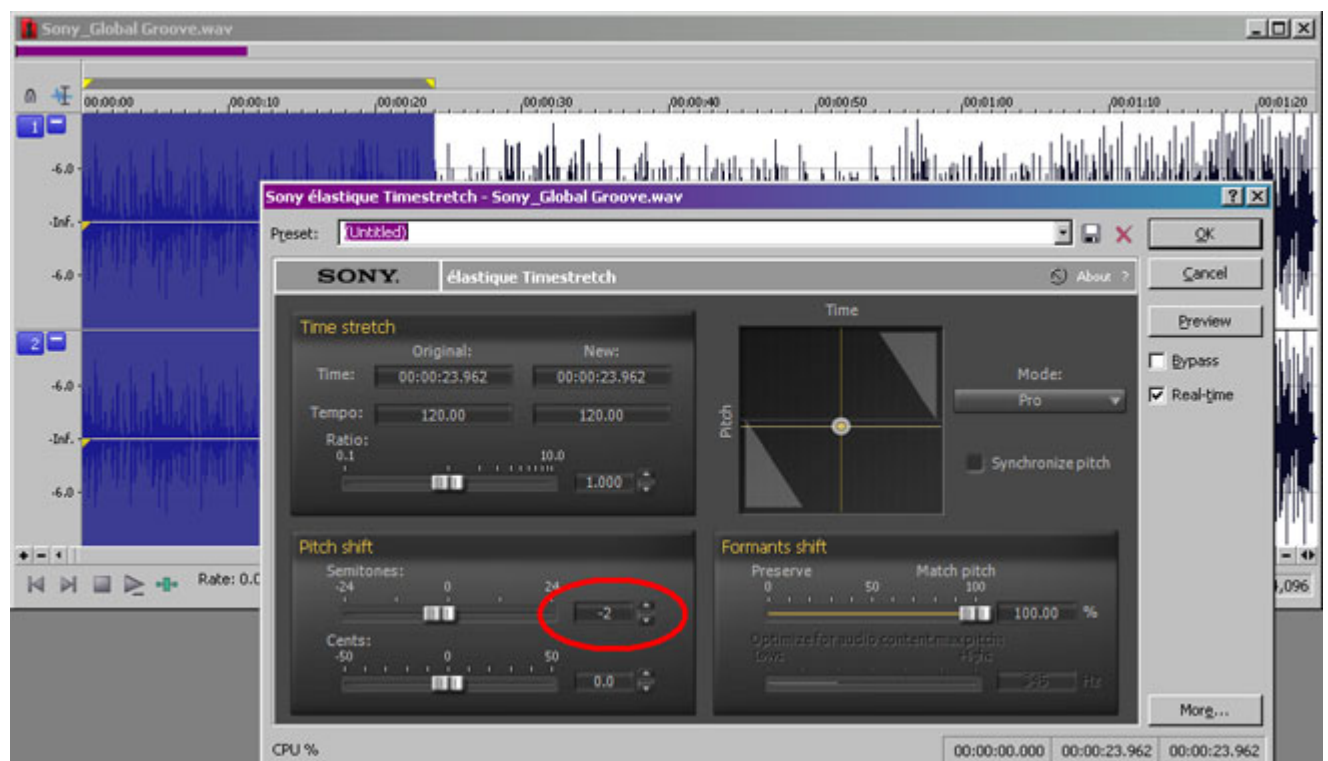 Sony_Global Groove.wav
00:00:00 00:00:10 00:00:20 00:00:30 00:00:40 00:00:50 00:01:00 00:01:10 00:01:20
1
-6.0
-Inf.
-6.0
2
-6.0
-Inf.
-6.0
Rate: 0.0
4,096
Sony élastique Timestretch - Sony_Global Groove.wav
Preset: (Untitled)
OK
Cancel
Preview
Bypass
Real-time
More...
SONY. élastique Timestretch About ?
Time stretch
Original: New:
Time: 00:00:23.962 00:00:23.962
Tempo: 120.00 120.00
Ratio:
0.1 10.0
1.000
Time
Pitch
Mode:
Pro
Synchronize pitch
Pitch shift
Semitones:
-24 0 24
-2
Cents:
-50 0 50
0.0
Formants shift
Preserve Match pitch
0 50 100
100.00 %
Optimize for audio content max pitch:
Hz
CPU %
00:00:00.000 00:00:23.962 00:00:23.962